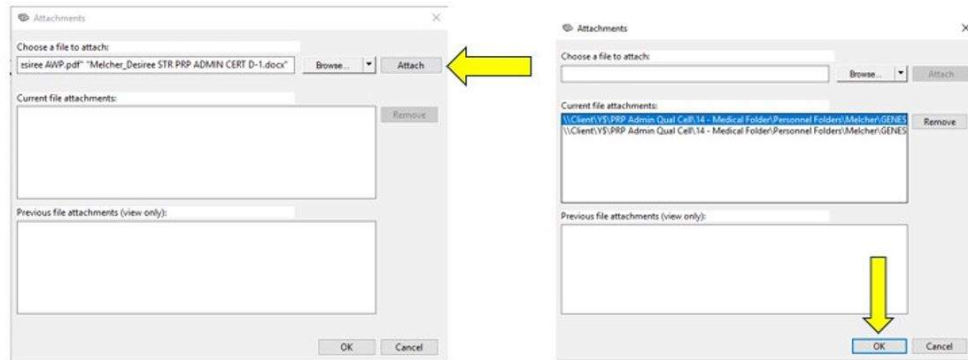 Attachments
Choose a file to attach:
esiree AWP.pdf" "Melcher_Desiree STR PRP ADMIN CERT D-1.docx"
Browse...
Attach
Current file attachments:
Remove
Previous file attachments (view only):
OK
Cancel
Attachments
Choose a file to attach:
Browse...
Attach
Current file attachments:
\\Client\Y$\PRP Admin Qual Cell\14 - Medical Folder\Personnel Folders\Melcher\GENES
Remove
\\Client\Y$\PRP Admin Qual Cell\14 - Medical Folder\Personnel Folders\Melcher\GENES
Previous file attachments (view only):
OK
Cancel